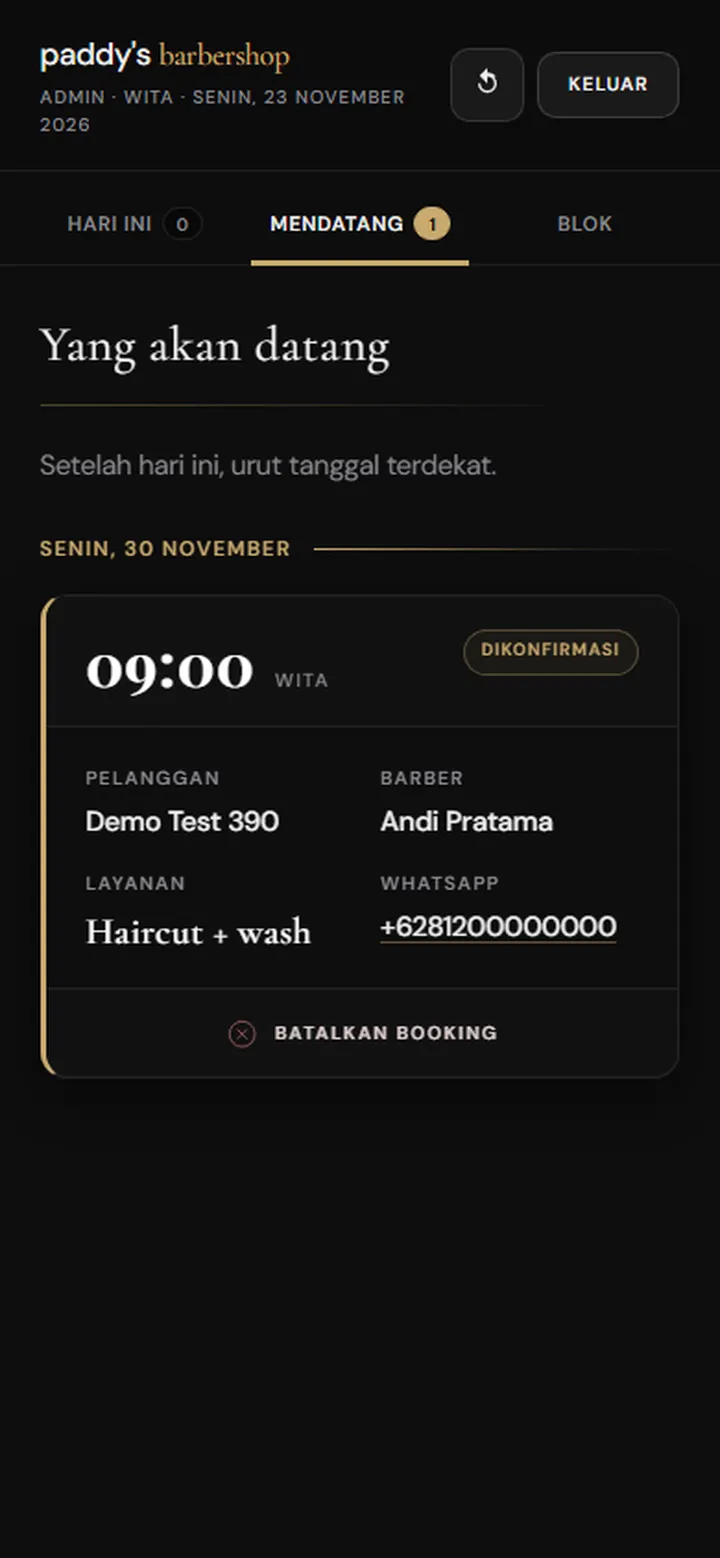 paddy's barbershop
ADMIN · WITA · SENIN, 23 NOVEMBER
2026
KELUAR
HARI INI 0
MENDATANG 1
BLOK
Yang akan datang
Setelah hari ini, urut tanggal terdekat.
SENIN, 30 NOVEMBER
09:00 WITA
DIKONFIRMASI
PELANGGAN
Demo Test 390
BARBER
Andi Pratama
LAYANAN
Haircut + wash
WHATSAPP
+6281200000000
BATALKAN BOOKING